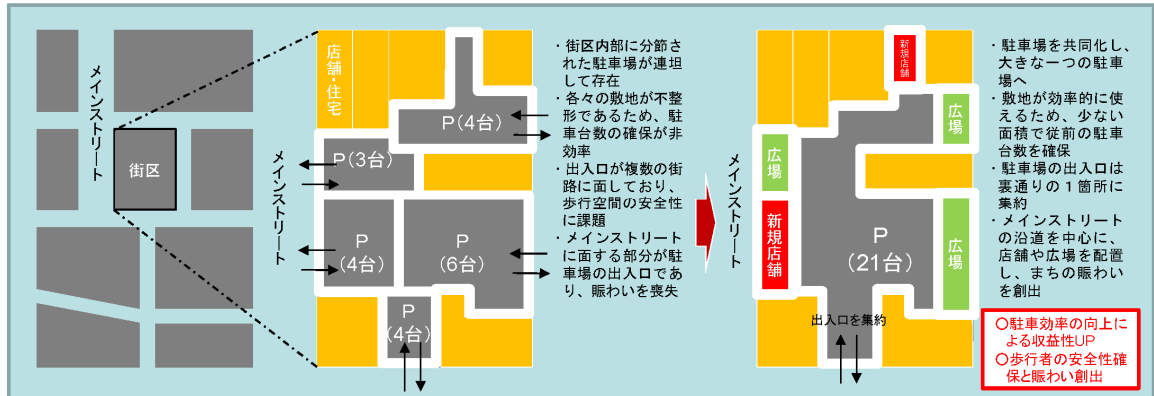 メインストリート
街区
店舗・住宅
P(4台)
P(3台)
メインストリート
P
(4台)
P
(6台)
P
(4台)
・街区内部に分節さ
れた駐車場が連坦
して存在
・各々の敷地が不整
形であるため、駐
車台数の確保が非
効率
・出入口が複数の街
路に面しており、
歩行空間の安全性
に課題
・メインストリート
に面する部分が駐
車場の出入口であ
り、賑わいを喪失
新規店舗
広場
広場
メインストリート
新規店舗
P
(21台)
広場
出入口を集約
・駐車場を共同化し、
大きな一つの駐車
場へ
・敷地が効率的に使
えるため、少ない
面積で従前の駐車
台数を確保
・駐車場の出入口は
裏通りの１箇所に
集約
・メインストリート
の沿道を中心に、
店舗や広場を配置
し、まちの賑わい
を創出
○駐車効率の向上に
よる収益性UP
○歩行者の安全性確
保と賑わい創出